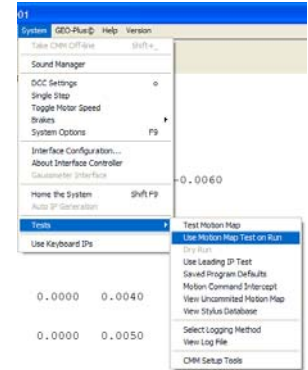 01
System GEO-Plus© Help Version
Take CMM Off-line Shift+_
Sound Manager
DCC Settings o
Single Step
Toggle Motor Speed
Brakes
System Options F9
Interface Configuration...
About Interface Controller
Gaussmeter Interface
Home the System Shift F9
Auto IP Generation
Tests
Use Keyboard IPs
Test Motion Map
Use Motion Map Test on Run
Dry Run
Use Leading IP Test
Saved Program Defaults
Motion Command Intercept
View Uncommited Motion Map
View Stylus Database
Select Logging Method
View Log File
CMM Setup Tools
-0.0060
0.0000 0.0040
0.0000 0.0050